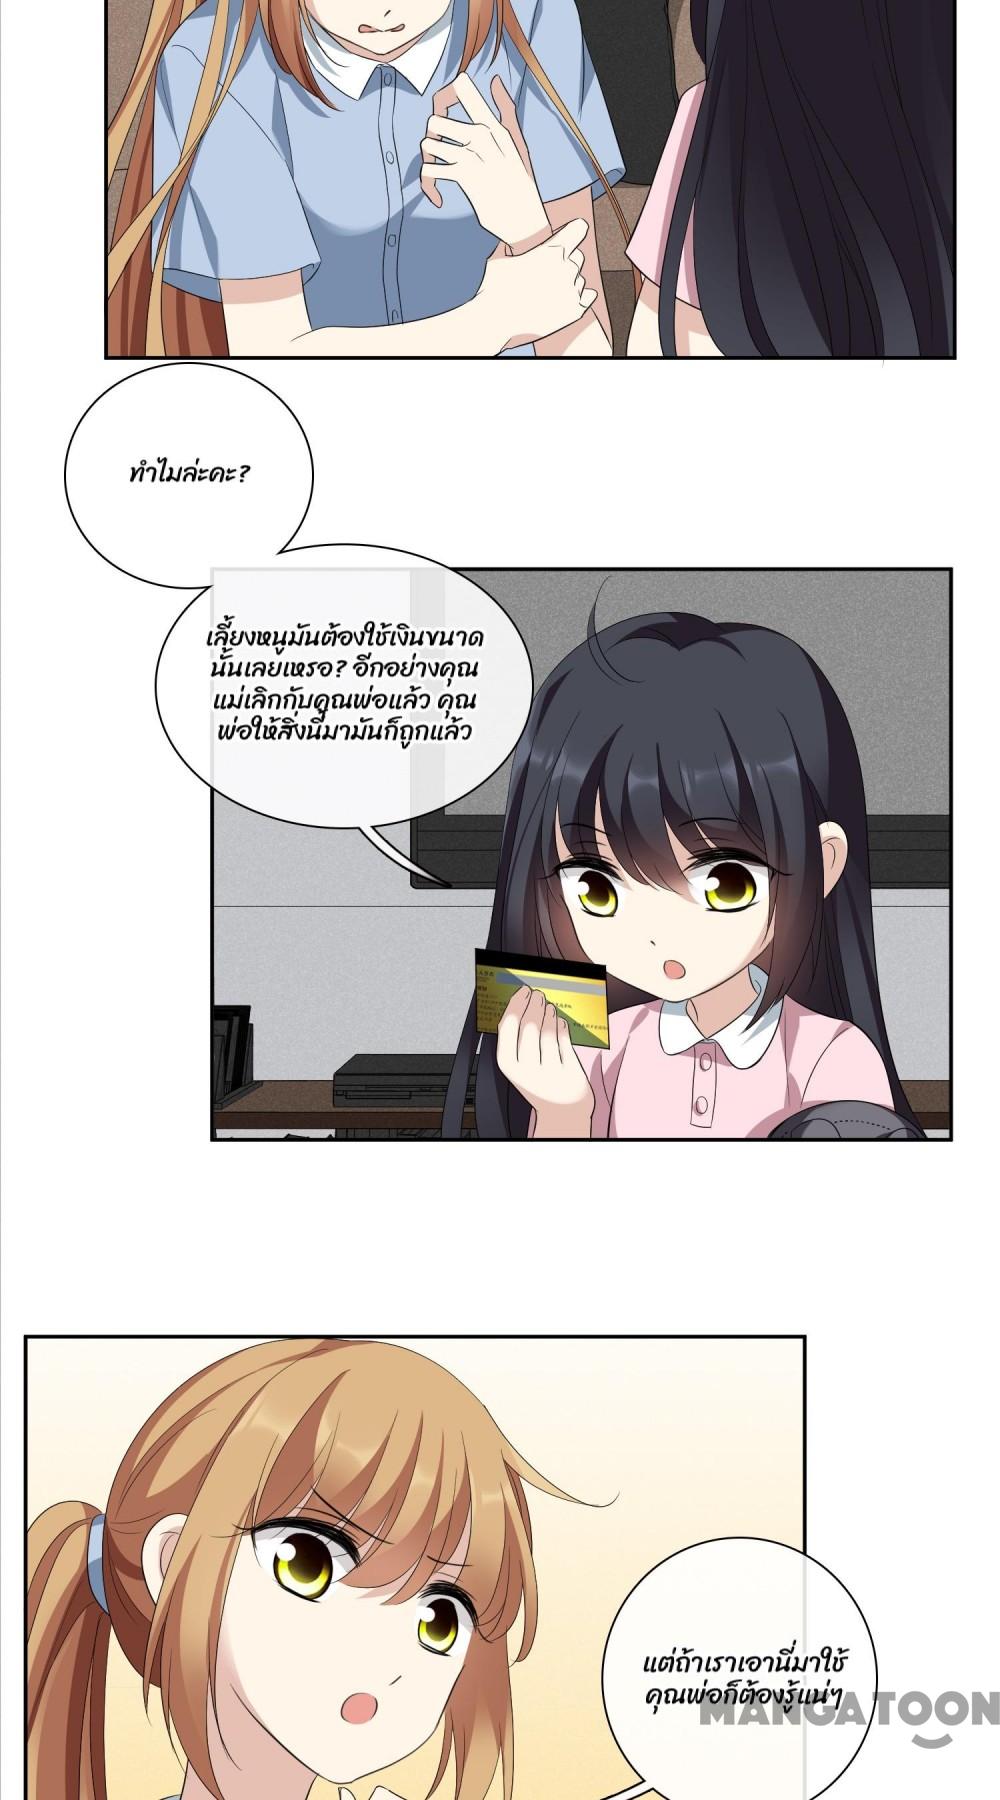 ทำไมล่ะคะ?
เลี้ยงหนูมันต้องใช้เงินขนาด
นั้นเลยเหรอ? อีกอย่างคุณ
แม่เลิกกับคุณพ่อแล้ว คุณ
พ่อให้สิ่งนี้มามันก็ถูกแล้ว
แต่ถ้าเราเอานี่มาใช้
คุณพ่อก็ต้องรู้แน่ๆ
MANGATOON